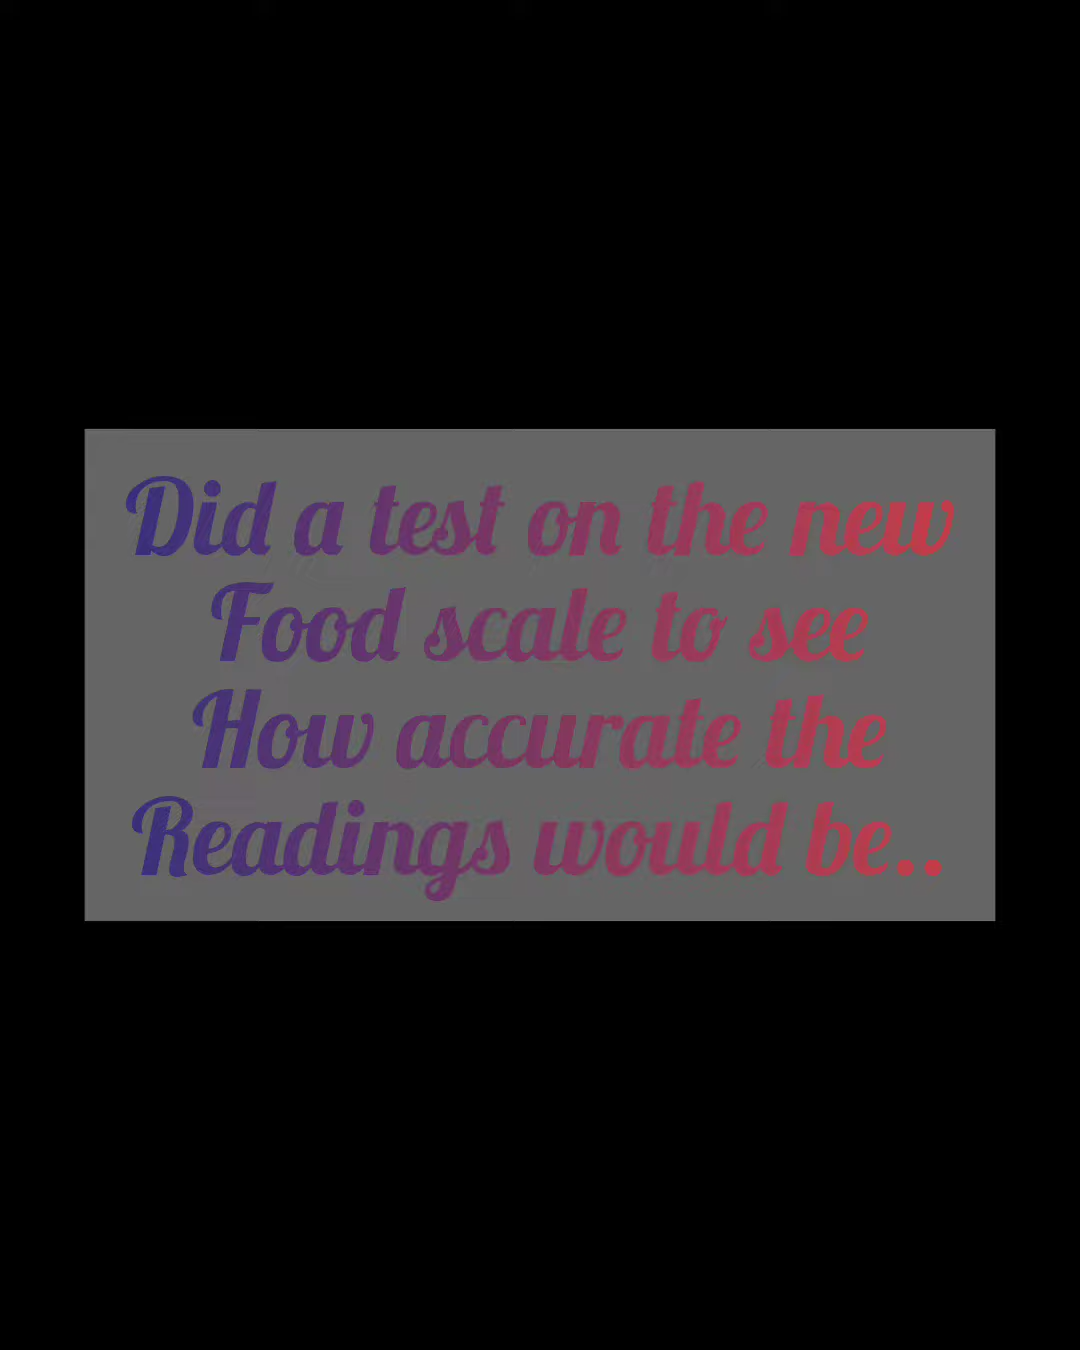 Did a test on the new
Food scale to see
How accurate the
Readings would be..